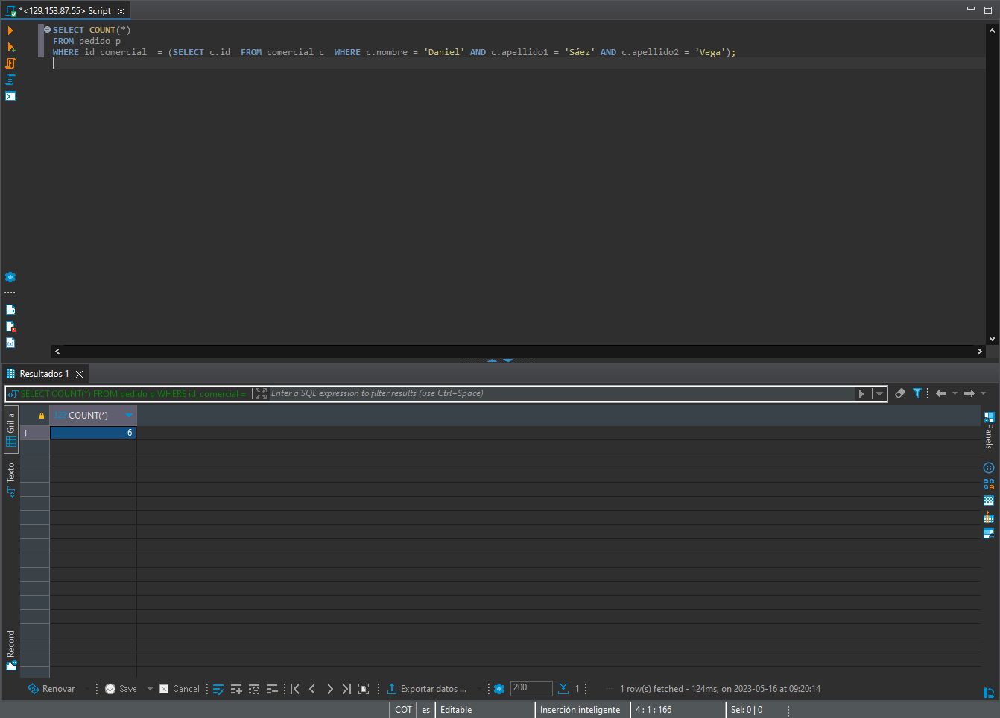 *<129.153.87.55> Script
SELECT COUNT(*)
FROM pedido p
WHERE id_comercial  = (SELECT c.id  FROM comercial c  WHERE c.nombre = 'Daniel' AND c.apellido1 = 'Sáez' AND c.apellido2 = 'Vega');
Resultados 1
SELECT COUNT(*) FROM pedido p WHERE id_comercial =
Enter a SQL expression to filter results (use Ctrl+Space)
Grilla
Texto
Record
123 COUNT(*)
1
6
Panels
Renovar
Save
Cancel
Exportar datos ...
200
1
1 row(s) fetched - 124ms, on 2023-05-16 at 09:20:14
COT
es
Editable
Inserción inteligente
4 : 1 : 166
Sel: 0 | 0